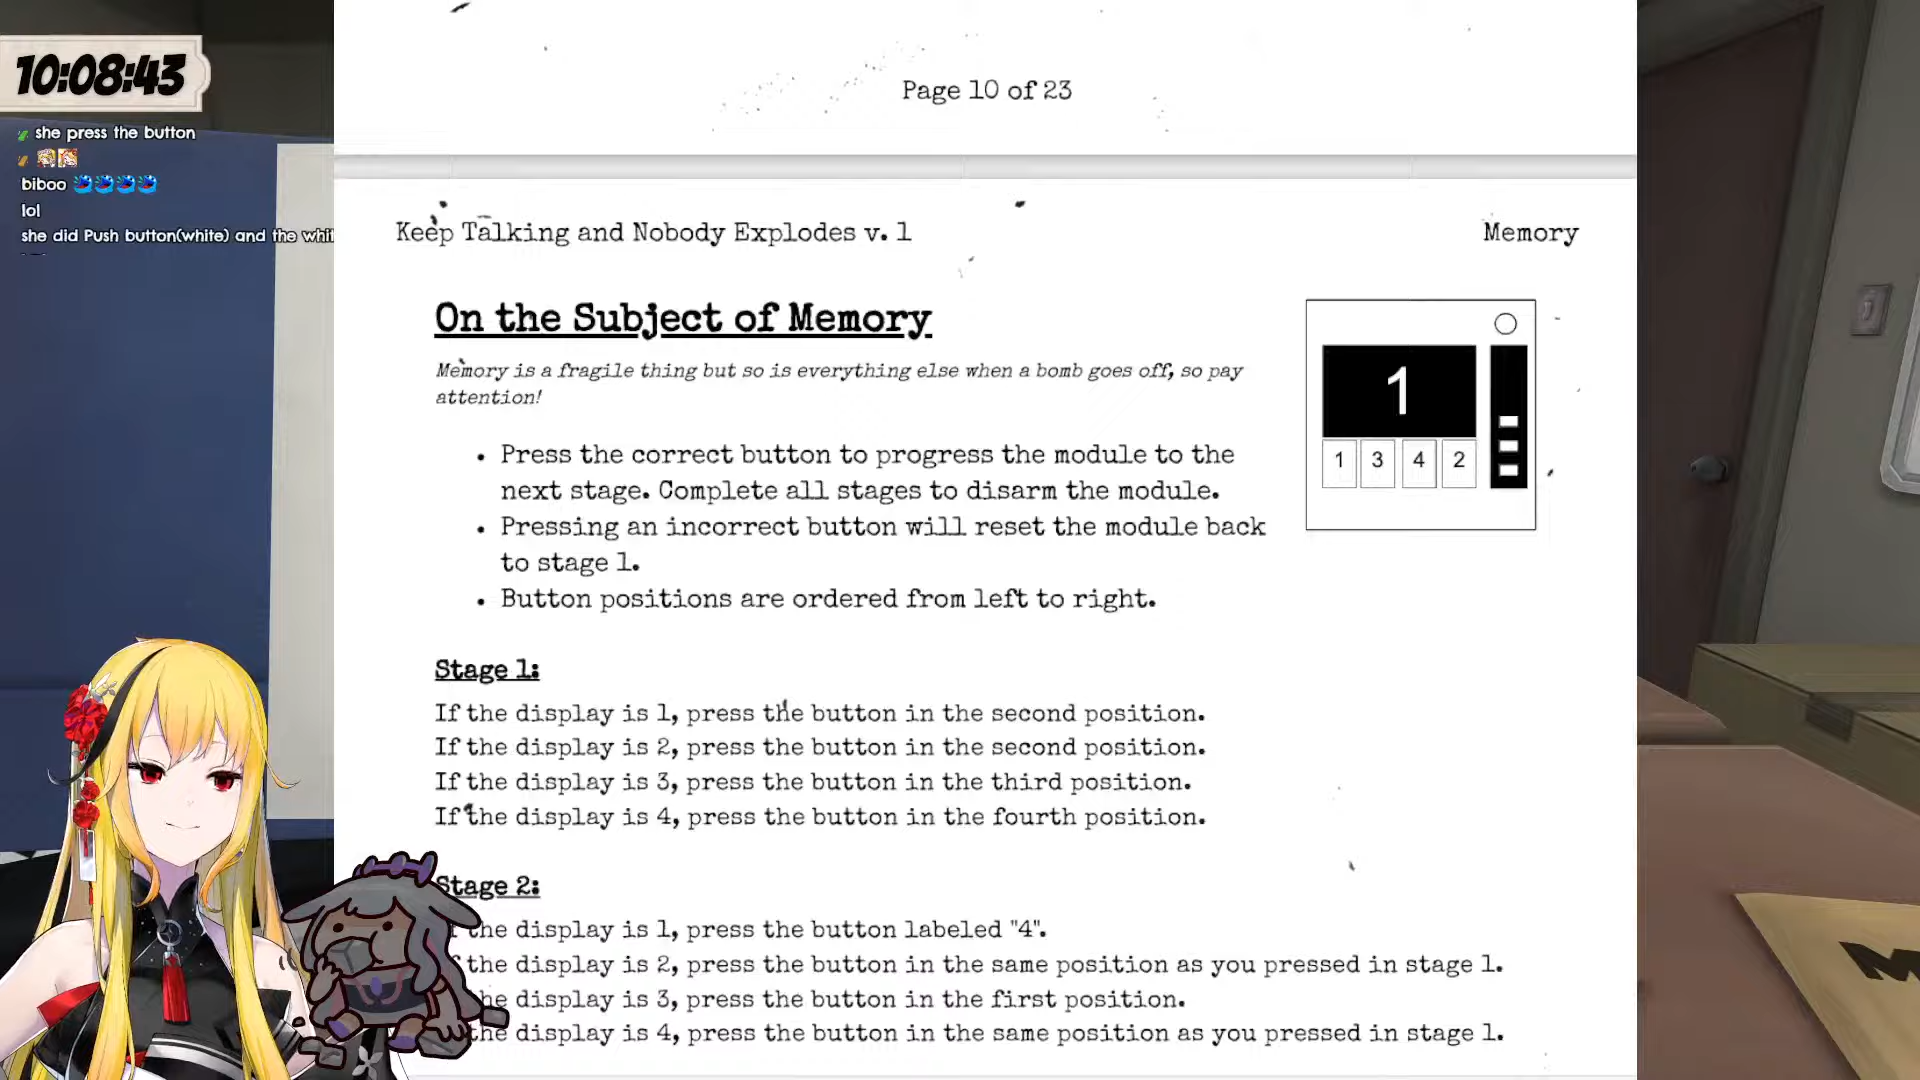 10:08:43
she press the button
biboo
lol
she did Push button(white) and the whit
Page 10 of 23
Keep Talking and Nobody Explodes v. 1
Memory
On the Subject of Memory
Memory is a fragile thing but so is everything else when a bomb goes off, so pay
attention!
• Press the correct button to progress the module to the
next stage. Complete all stages to disarm the module.
• Pressing an incorrect button will reset the module back
to stage 1.
• Button positions are ordered from left to right.
1
1 3 4 2
Stage 1:
If the display is 1, press the button in the second position.
If the display is 2, press the button in the second position.
If the display is 3, press the button in the third position.
If the display is 4, press the button in the fourth position.
Stage 2:
the display is 1, press the button labeled "4".
the display is 2, press the button in the same position as you pressed in stage 1.
he display is 3, press the button in the first position.
the display is 4, press the button in the same position as you pressed in stage 1.